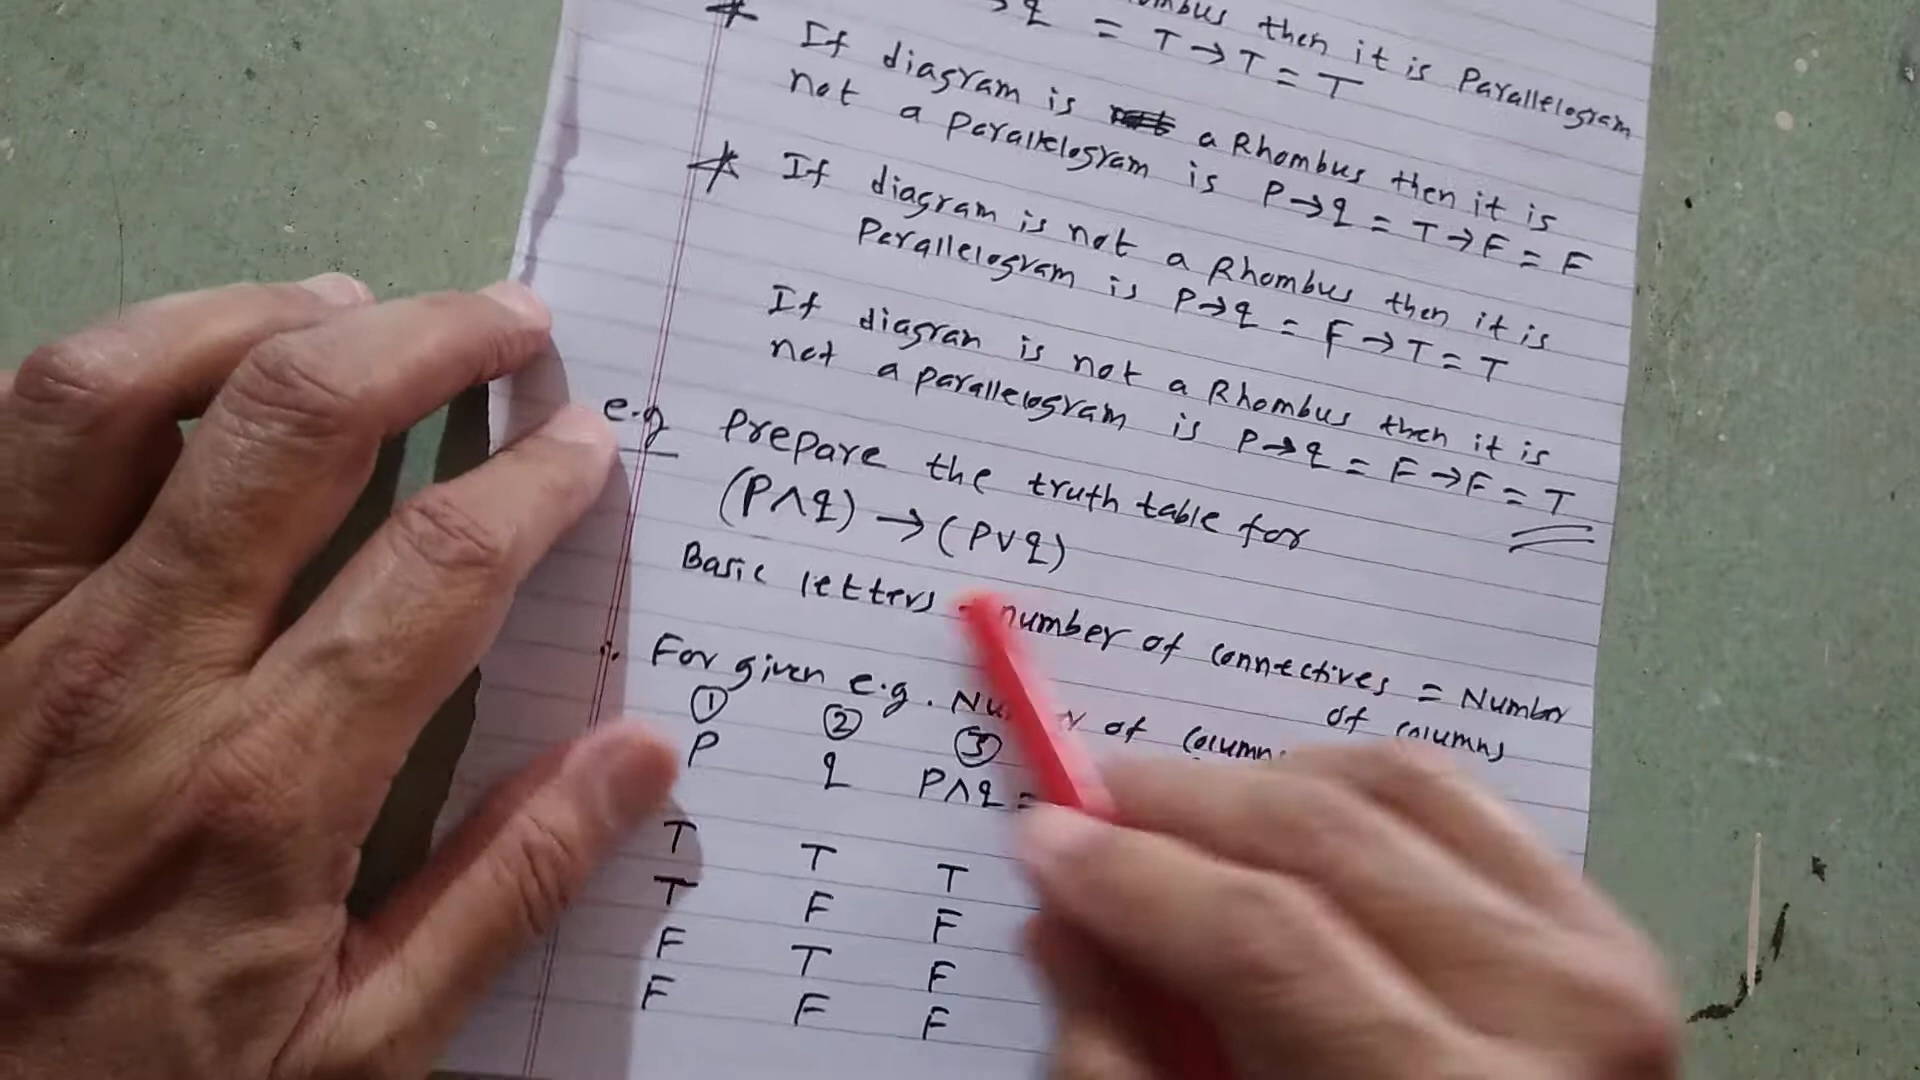 then it is Parallelogram
q = T → T = T
If diagram is a Rhombus then it is
not a parallelogram is P → q = T → F = F
If diagram is not a Rhombus then it is
Parallelogram is P → q = F → T = T
If diagram is not a Rhombus then it is
not a parallelogram is P → q = F → F = T
e.g Prepare the truth table for
(P ∧ q) → (P ∨ q)
Basic letters number of connectives = Number
of columns
∴ For given e.g. of
① ② ③
P q P ∧ q =
T T T
T F F
F T F
F F F